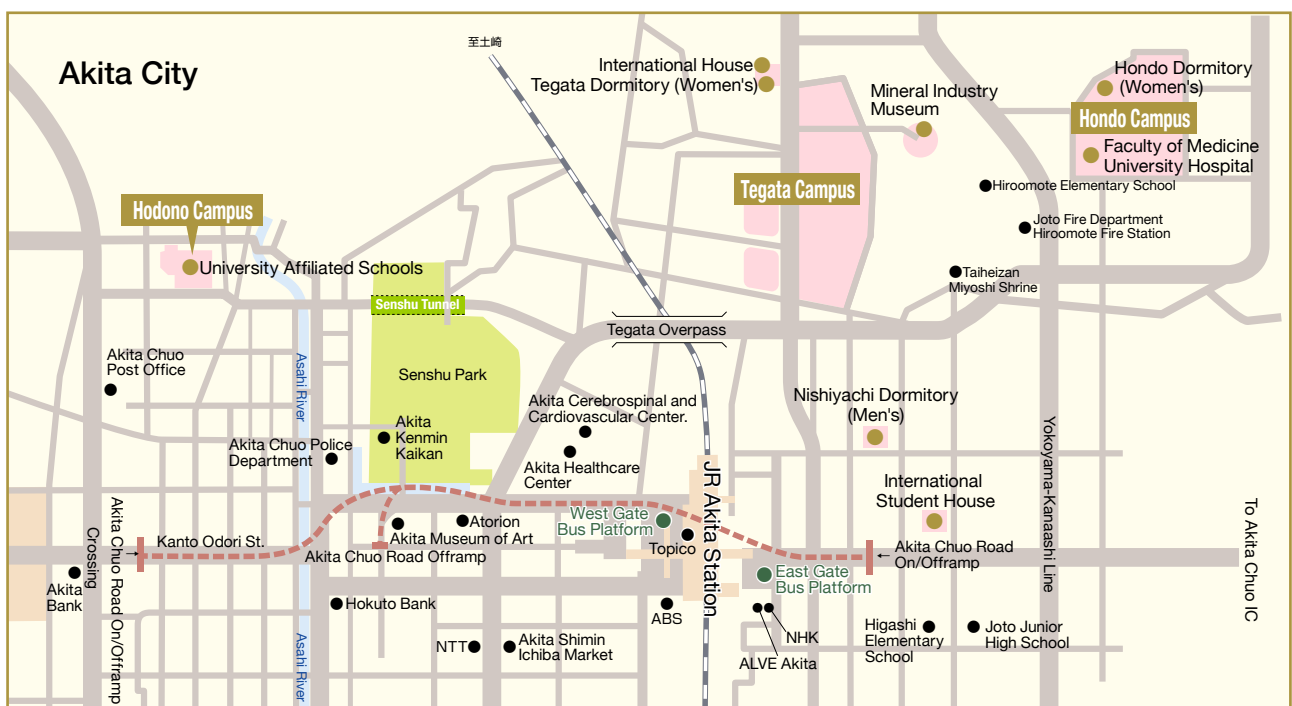 至土崎
Akita City
International House
Tegata Dormitory (Women's)
Mineral Industry
Museum
Hondo Dormitory
(Women's)
Hondo Campus
Faculty of Medicine
University Hospital
Tegata Campus
Hiroomote Elementary School
Hodono Campus
Joto Fire Department
Hiroomote Fire Station
University Affiliated Schools
Taiheizan
Miyoshi Shrine
Senshu Tunnel
Tegata Overpass
Akita Chuo
Post Office
Asahi River
Senshu Park
Nishiyachi Dormitory
(Men's)
Akita Cerebrospinal and
Cardiovascular Center.
Akita
Kenmin
Kaikan
Akita Chuo Police
Department
Akita Healthcare
Center
Yokoyama-Kanaashi Line
JR Akita Station
International
Student House
West Gate
Bus Platform
Atorion
Akita Museum of Art
Kanto Odori St.
Akita Chuo Road Offramp
Topico
Akita Chuo Road
On/Offramp
To Akita Chuo IC
Crossing
Akita Chuo Road On/Offramp
Akita
Bank
East Gate
Bus Platform
Hokuto Bank
ABS
NHK
ALVE Akita
Higashi
Elementary
School
Joto Junior
High School
NTT
Akita Shimin
Ichiba Market
Asahi River